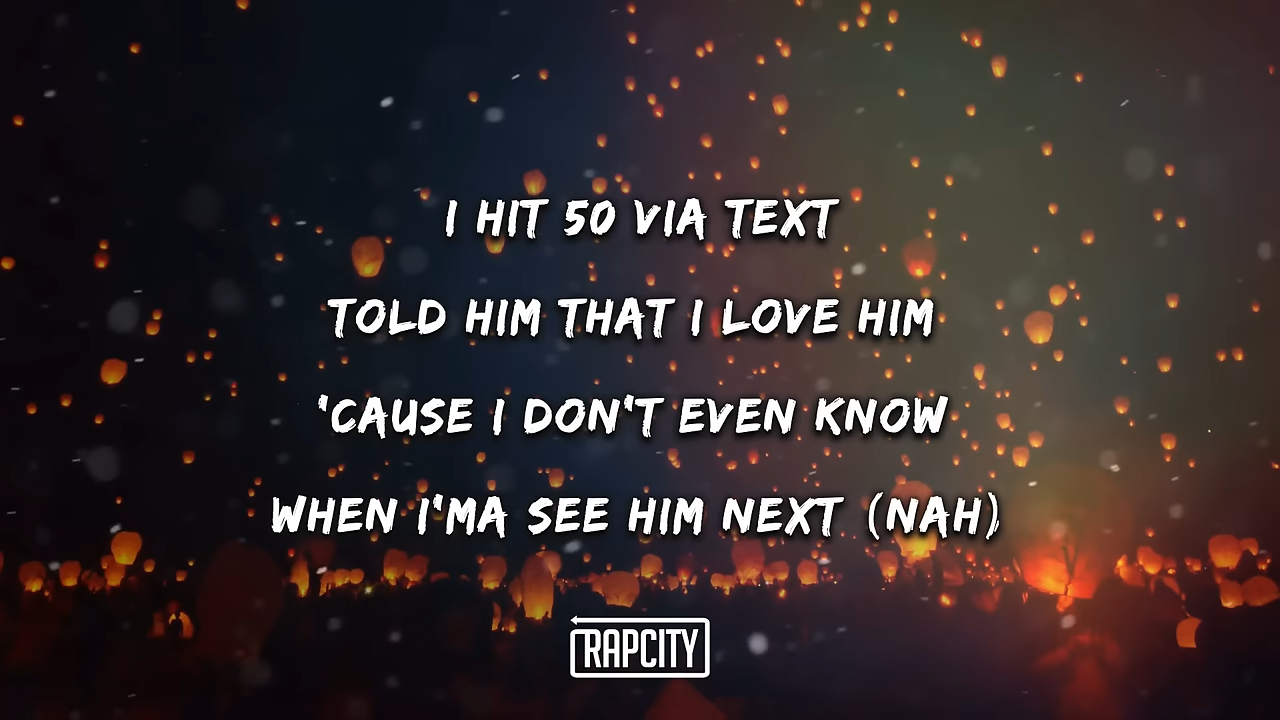 I HIT 50 VIA TEXT
TOLD HIM THAT I LOVE HIM
'CAUSE I DON'T EVEN KNOW
WHEN I'MA SEE HIM NEXT (NAH)
RAPCITY